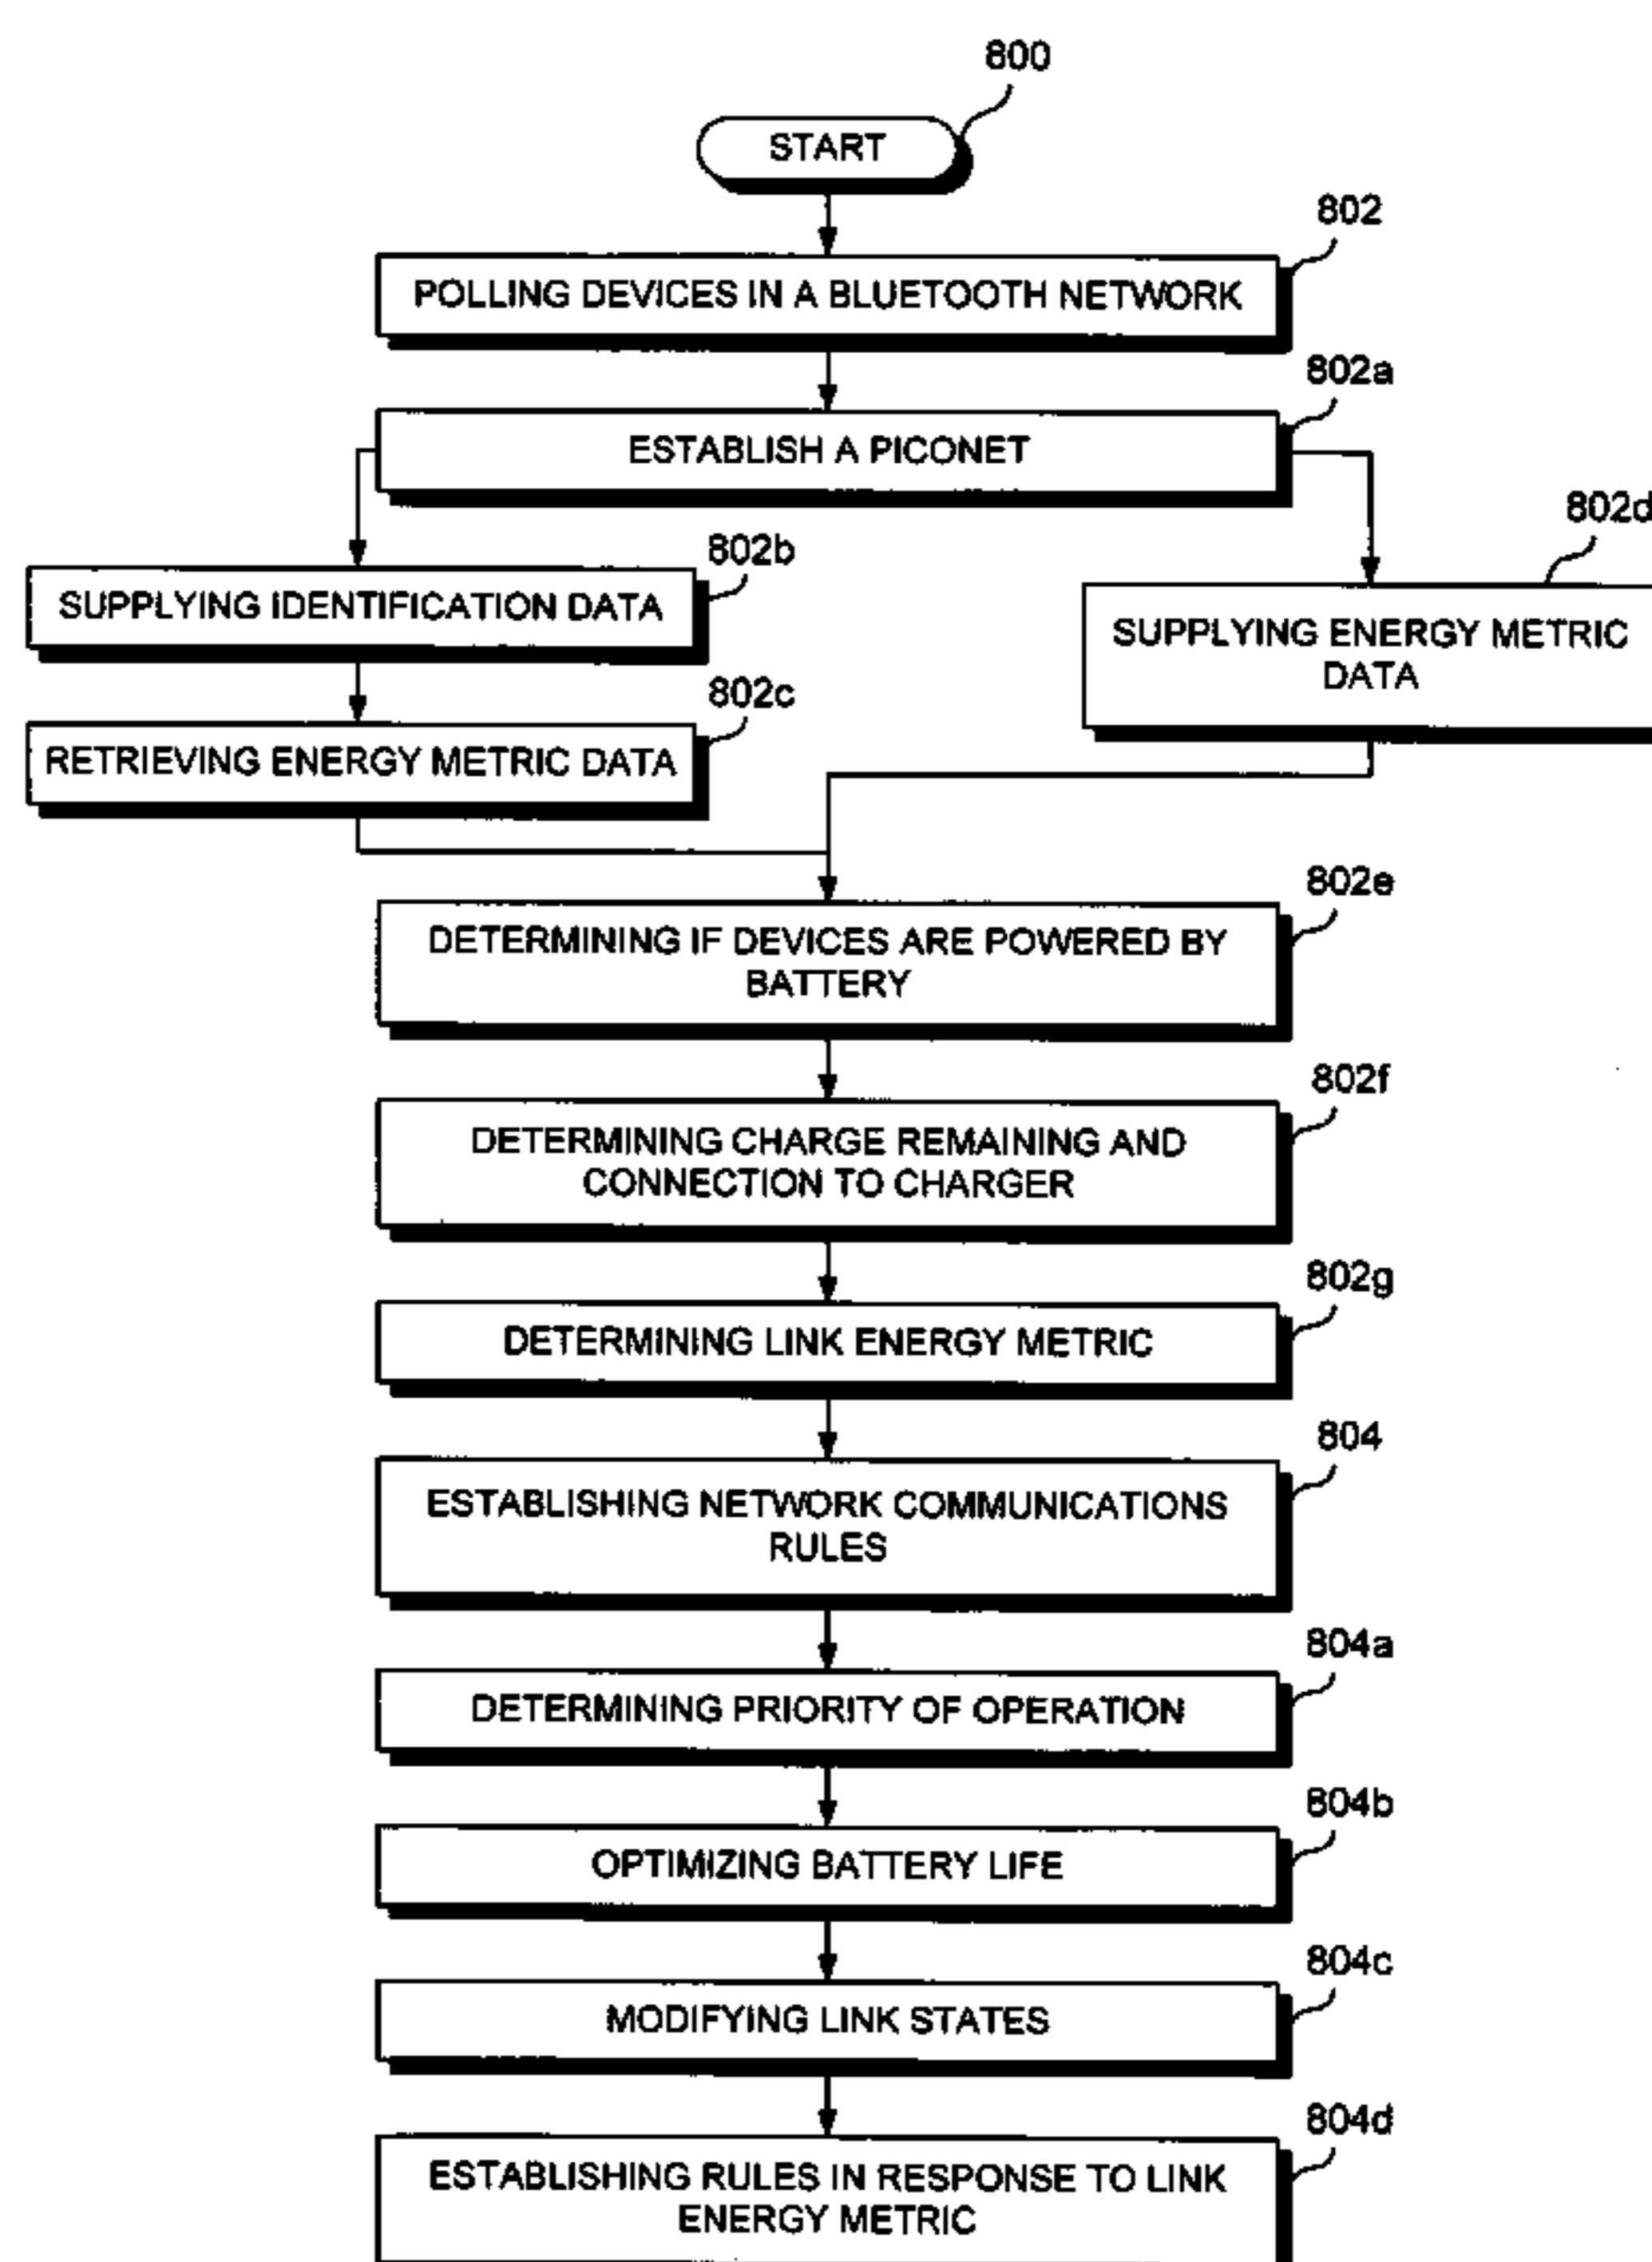 800
START
802
POLLING DEVICES IN A BLUETOOTH NETWORK
802a
ESTABLISH A PICONET
802b
802d
SUPPLYING IDENTIFICATION DATA
SUPPLYING ENERGY METRIC
DATA
802c
RETRIEVING ENERGY METRIC DATA
802e
DETERMINING IF DEVICES ARE POWERED BY
BATTERY
802f
DETERMINING CHARGE REMAINING AND
CONNECTION TO CHARGER
802g
DETERMINING LINK ENERGY METRIC
804
ESTABLISHING NETWORK COMMUNICATIONS
RULES
804a
DETERMINING PRIORITY OF OPERATION
804b
OPTIMIZING BATTERY LIFE
804c
MODIFYING LINK STATES
804d
ESTABLISHING RULES IN RESPONSE TO LINK
ENERGY METRIC